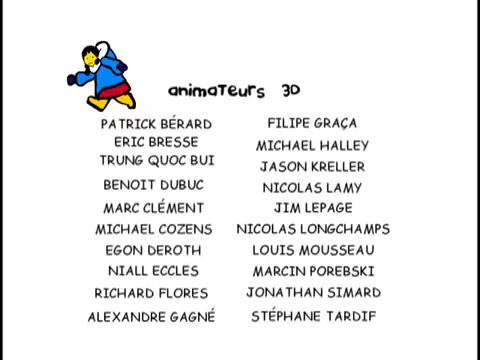 animateurs 3D
PATRICK BÉRARD
ERIC BRESSE
TRUNG QUOC BUI
BENOIT DUBUC
MARC CLÉMENT
MICHAEL COZENS
EGON DEROTH
NIALL ECCLES
RICHARD FLORES
ALEXANDRE GAGNÉ
FILIPE GRAÇA
MICHAEL HALLEY
JASON KRELLER
NICOLAS LAMY
JIM LEPAGE
NICOLAS LONGCHAMPS
LOUIS MOUSSEAU
MARCIN POREBSKI
JONATHAN SIMARD
STÉPHANE TARDIF